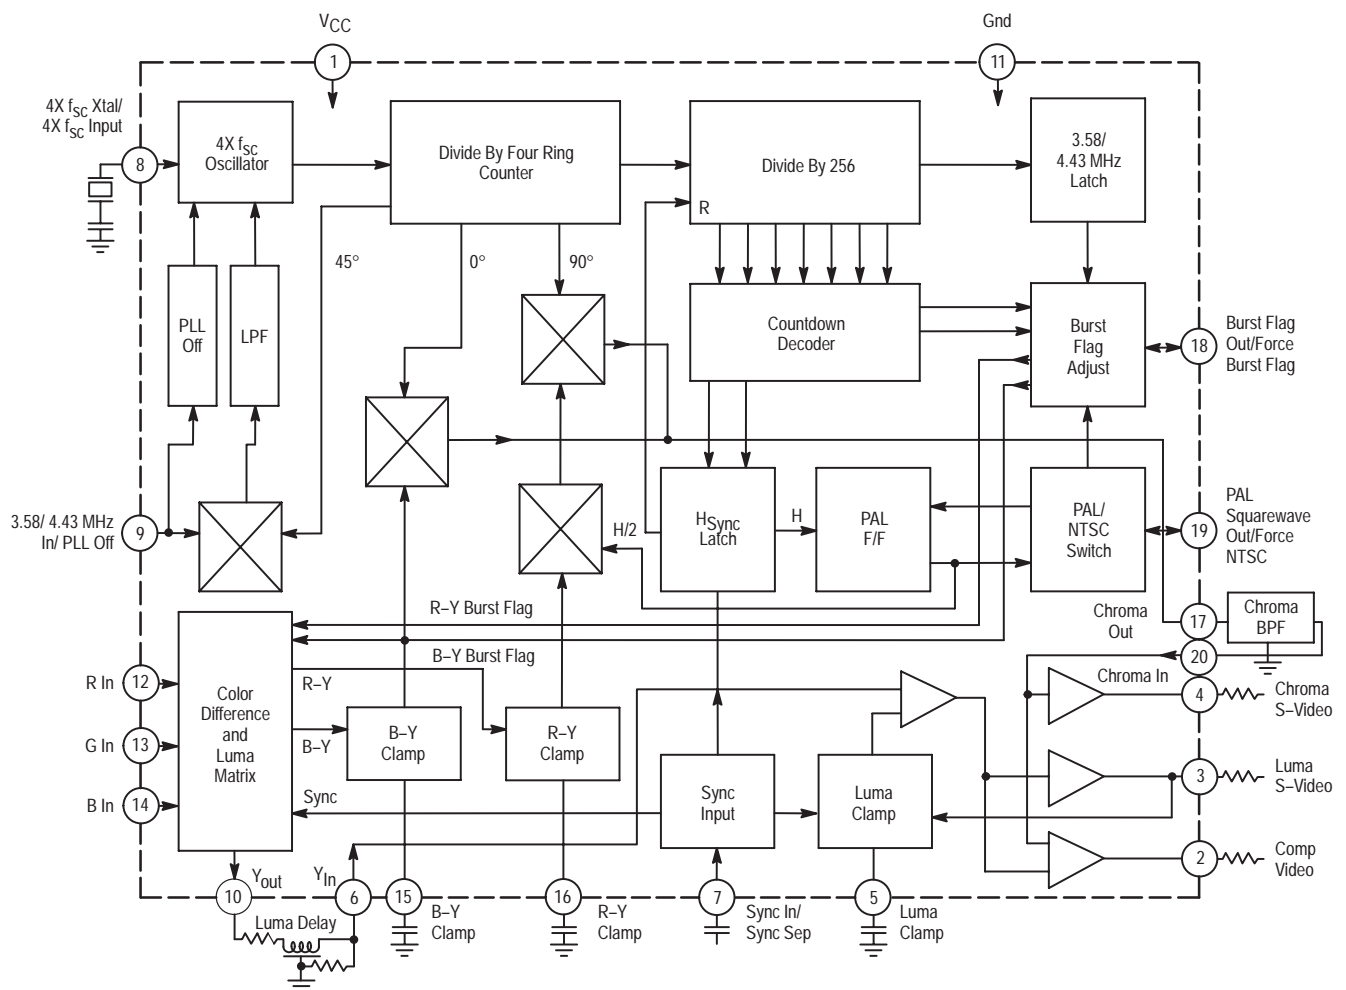 VCC
Gnd
1
11
4X fsc Xtal/
4X fsc Input
8
4X fsc
Oscillator
Divide By Four Ring
Counter
Divide By 256
R
3.58/
4.43 MHz
Latch
45°
0°
90°
PLL
Off
LPF
Countdown
Decoder
Burst
Flag
Adjust
18
Burst Flag
Out/Force
Burst Flag
3.58/ 4.43 MHz
In/ PLL Off
9
H/2
HSync
Latch
H
PAL
F/F
PAL/
NTSC
Switch
19
PAL
Squarewave
Out/Force
NTSC
R–Y Burst Flag
B–Y Burst Flag
Chroma
Out
17
Chroma
BPF
20
Chroma In
R In
12
G In
13
B In
14
Color
Difference
and
Luma
Matrix
R–Y
B–Y
Sync
B–Y
Clamp
R–Y
Clamp
Sync
Input
Luma
Clamp
4
Chroma
S–Video
3
Luma
S–Video
2
Comp
Video
Yout
10
YIn
6
15
B–Y
Clamp
16
R–Y
Clamp
7
Sync In/
Sync Sep
5
Luma
Clamp
Luma Delay